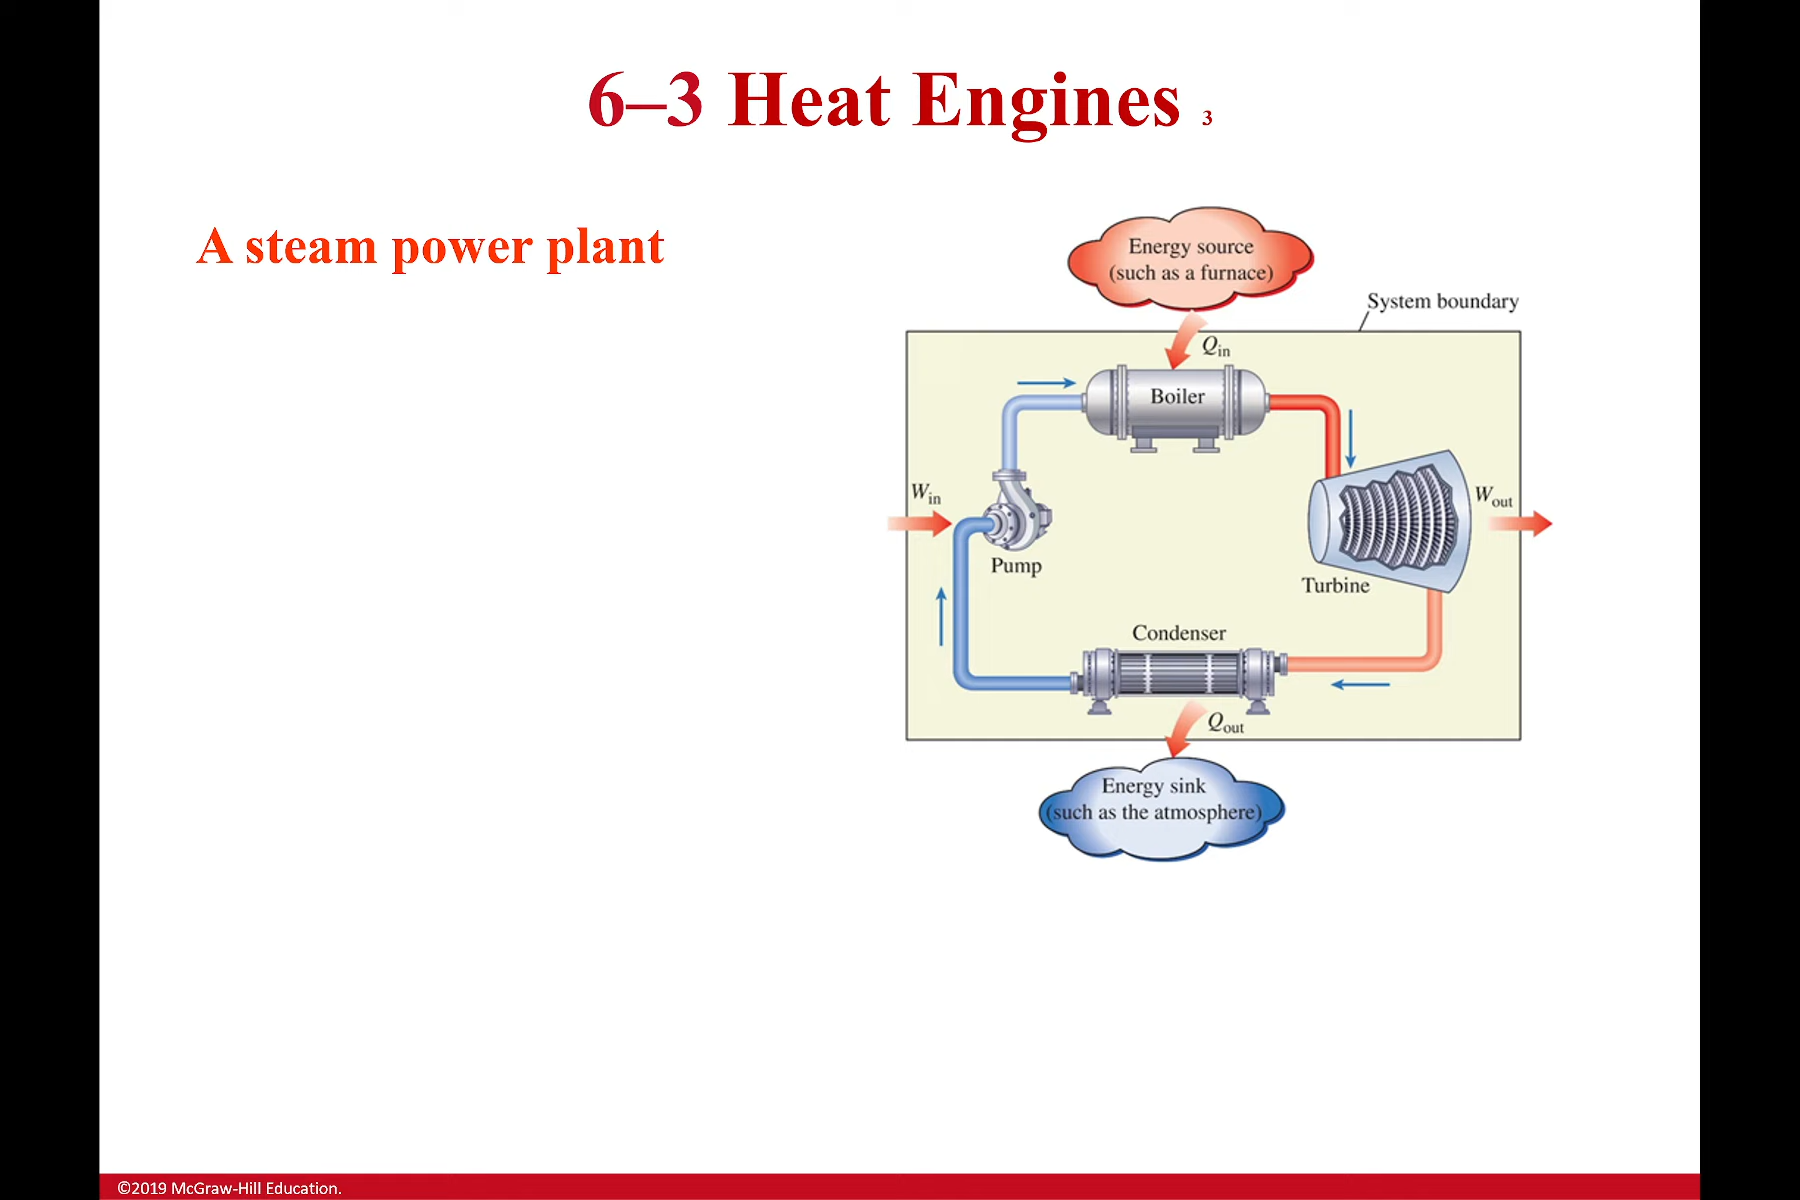 6–3 Heat Engines 3
A steam power plant
Energy source
(such as a furnace)
System boundary
Qin
Boiler
Win
Wout
Pump
Turbine
Condenser
Qout
Energy sink
(such as the atmosphere)
©2019 McGraw-Hill Education.